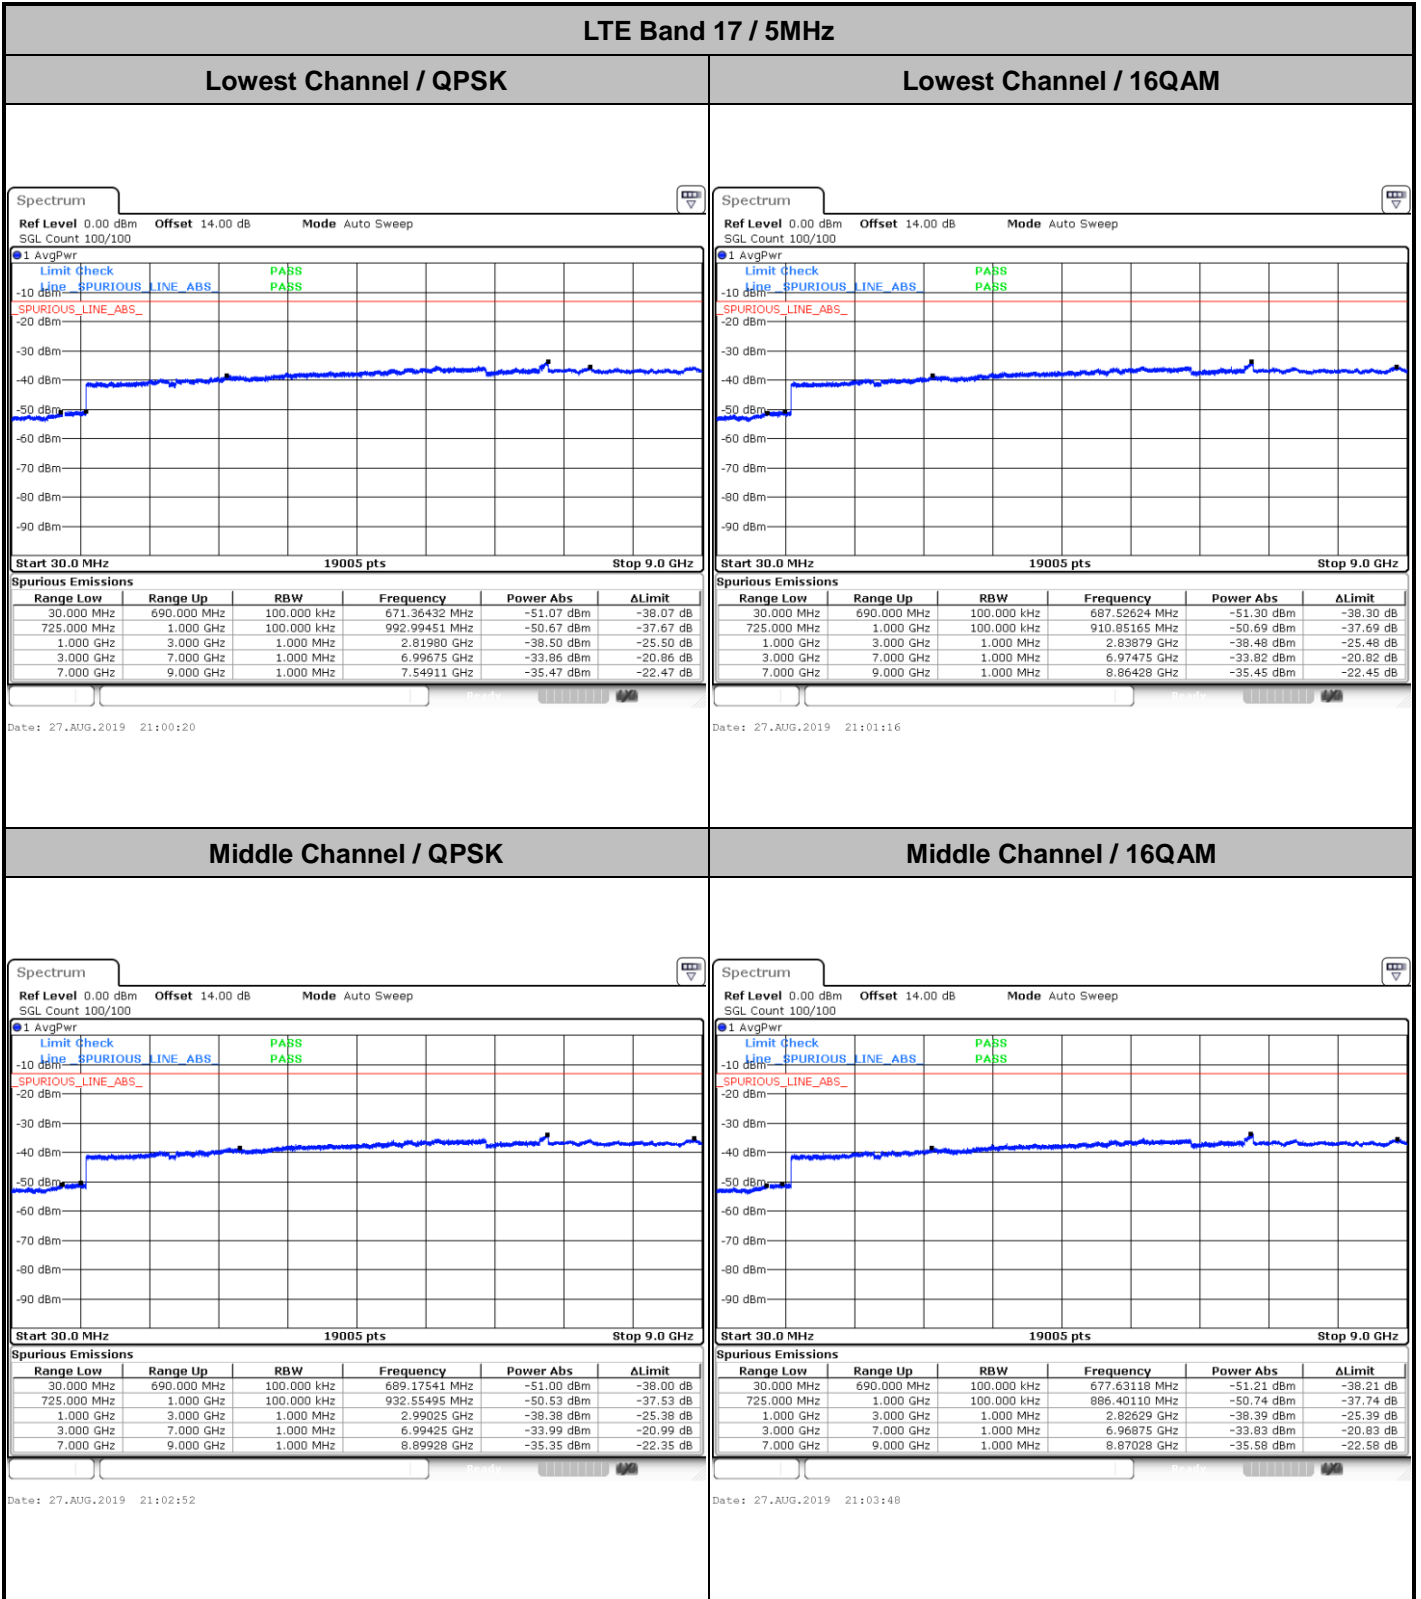 LTE Band 17 / 5MHz
Lowest Channel / QPSK
Lowest Channel / 16QAM
Spectrum
Ref Level 0.00 dBm Offset 14.00 dB Mode Auto Sweep
SGL Count 100/100
1 AvgPwr
Limit Check PASS
Line _SPURIOUS_LINE_ABS_ PASS
-10 dBm
_SPURIOUS_LINE_ABS_
-20 dBm
-30 dBm
-40 dBm
-50 dBm
-60 dBm
-70 dBm
-80 dBm
-90 dBm
Start 30.0 MHz 19005 pts Stop 9.0 GHz
Spurious Emissions
Range Low Range Up RBW Frequency Power Abs ΔLimit
30.000 MHz 690.000 MHz 100.000 kHz 671.36432 MHz -51.07 dBm -38.07 dB
725.000 MHz 1.000 GHz 100.000 kHz 992.99451 MHz -50.67 dBm -37.67 dB
1.000 GHz 3.000 GHz 1.000 MHz 2.81980 GHz -38.50 dBm -25.50 dB
3.000 GHz 7.000 GHz 1.000 MHz 6.99675 GHz -33.86 dBm -20.86 dB
7.000 GHz 9.000 GHz 1.000 MHz 7.54911 GHz -35.47 dBm -22.47 dB
Ready
Date: 27.AUG.2019 21:00:20
Spectrum
Ref Level 0.00 dBm Offset 14.00 dB Mode Auto Sweep
SGL Count 100/100
1 AvgPwr
Limit Check PASS
Line _SPURIOUS_LINE_ABS_ PASS
-10 dBm
_SPURIOUS_LINE_ABS_
-20 dBm
-30 dBm
-40 dBm
-50 dBm
-60 dBm
-70 dBm
-80 dBm
-90 dBm
Start 30.0 MHz 19005 pts Stop 9.0 GHz
Spurious Emissions
Range Low Range Up RBW Frequency Power Abs ΔLimit
30.000 MHz 690.000 MHz 100.000 kHz 687.52624 MHz -51.30 dBm -38.30 dB
725.000 MHz 1.000 GHz 100.000 kHz 910.85165 MHz -50.69 dBm -37.69 dB
1.000 GHz 3.000 GHz 1.000 MHz 2.83879 GHz -38.48 dBm -25.48 dB
3.000 GHz 7.000 GHz 1.000 MHz 6.97475 GHz -33.82 dBm -20.82 dB
7.000 GHz 9.000 GHz 1.000 MHz 8.86428 GHz -35.45 dBm -22.45 dB
Ready
Date: 27.AUG.2019 21:01:16
Middle Channel / QPSK
Middle Channel / 16QAM
Spectrum
Ref Level 0.00 dBm Offset 14.00 dB Mode Auto Sweep
SGL Count 100/100
1 AvgPwr
Limit Check PASS
Line _SPURIOUS_LINE_ABS_ PASS
-10 dBm
_SPURIOUS_LINE_ABS_
-20 dBm
-30 dBm
-40 dBm
-50 dBm
-60 dBm
-70 dBm
-80 dBm
-90 dBm
Start 30.0 MHz 19005 pts Stop 9.0 GHz
Spurious Emissions
Range Low Range Up RBW Frequency Power Abs ΔLimit
30.000 MHz 690.000 MHz 100.000 kHz 689.17541 MHz -51.00 dBm -38.00 dB
725.000 MHz 1.000 GHz 100.000 kHz 932.55495 MHz -50.53 dBm -37.53 dB
1.000 GHz 3.000 GHz 1.000 MHz 2.99025 GHz -38.38 dBm -25.38 dB
3.000 GHz 7.000 GHz 1.000 MHz 6.99425 GHz -33.99 dBm -20.99 dB
7.000 GHz 9.000 GHz 1.000 MHz 8.89928 GHz -35.35 dBm -22.35 dB
Ready
Date: 27.AUG.2019 21:02:52
Spectrum
Ref Level 0.00 dBm Offset 14.00 dB Mode Auto Sweep
SGL Count 100/100
1 AvgPwr
Limit Check PASS
Line _SPURIOUS_LINE_ABS_ PASS
-10 dBm
_SPURIOUS_LINE_ABS_
-20 dBm
-30 dBm
-40 dBm
-50 dBm
-60 dBm
-70 dBm
-80 dBm
-90 dBm
Start 30.0 MHz 19005 pts Stop 9.0 GHz
Spurious Emissions
Range Low Range Up RBW Frequency Power Abs ΔLimit
30.000 MHz 690.000 MHz 100.000 kHz 677.63118 MHz -51.21 dBm -38.21 dB
725.000 MHz 1.000 GHz 100.000 kHz 886.40110 MHz -50.74 dBm -37.74 dB
1.000 GHz 3.000 GHz 1.000 MHz 2.82629 GHz -38.39 dBm -25.39 dB
3.000 GHz 7.000 GHz 1.000 MHz 6.96875 GHz -33.83 dBm -20.83 dB
7.000 GHz 9.000 GHz 1.000 MHz 8.87028 GHz -35.58 dBm -22.58 dB
Ready
Date: 27.AUG.2019 21:03:48